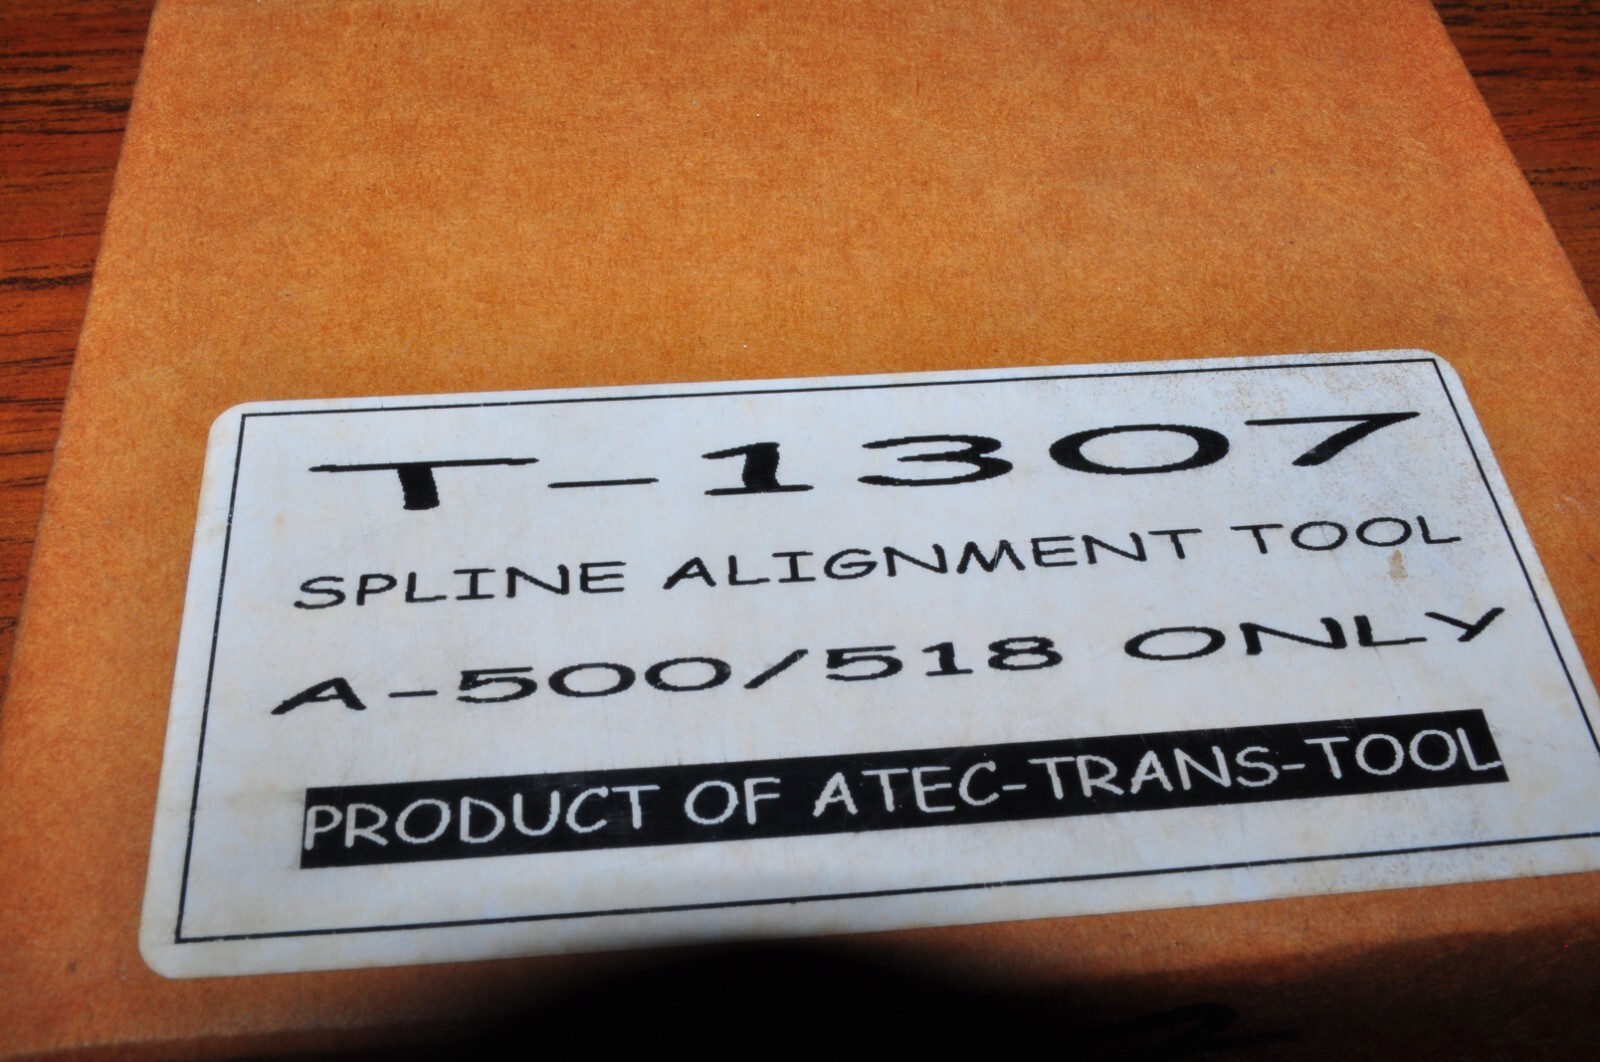 T-1307
SPLINE ALIGNMENT TOOL
A-500/518 ONLY
PRODUCT OF ATEC-TRANS-TOOL